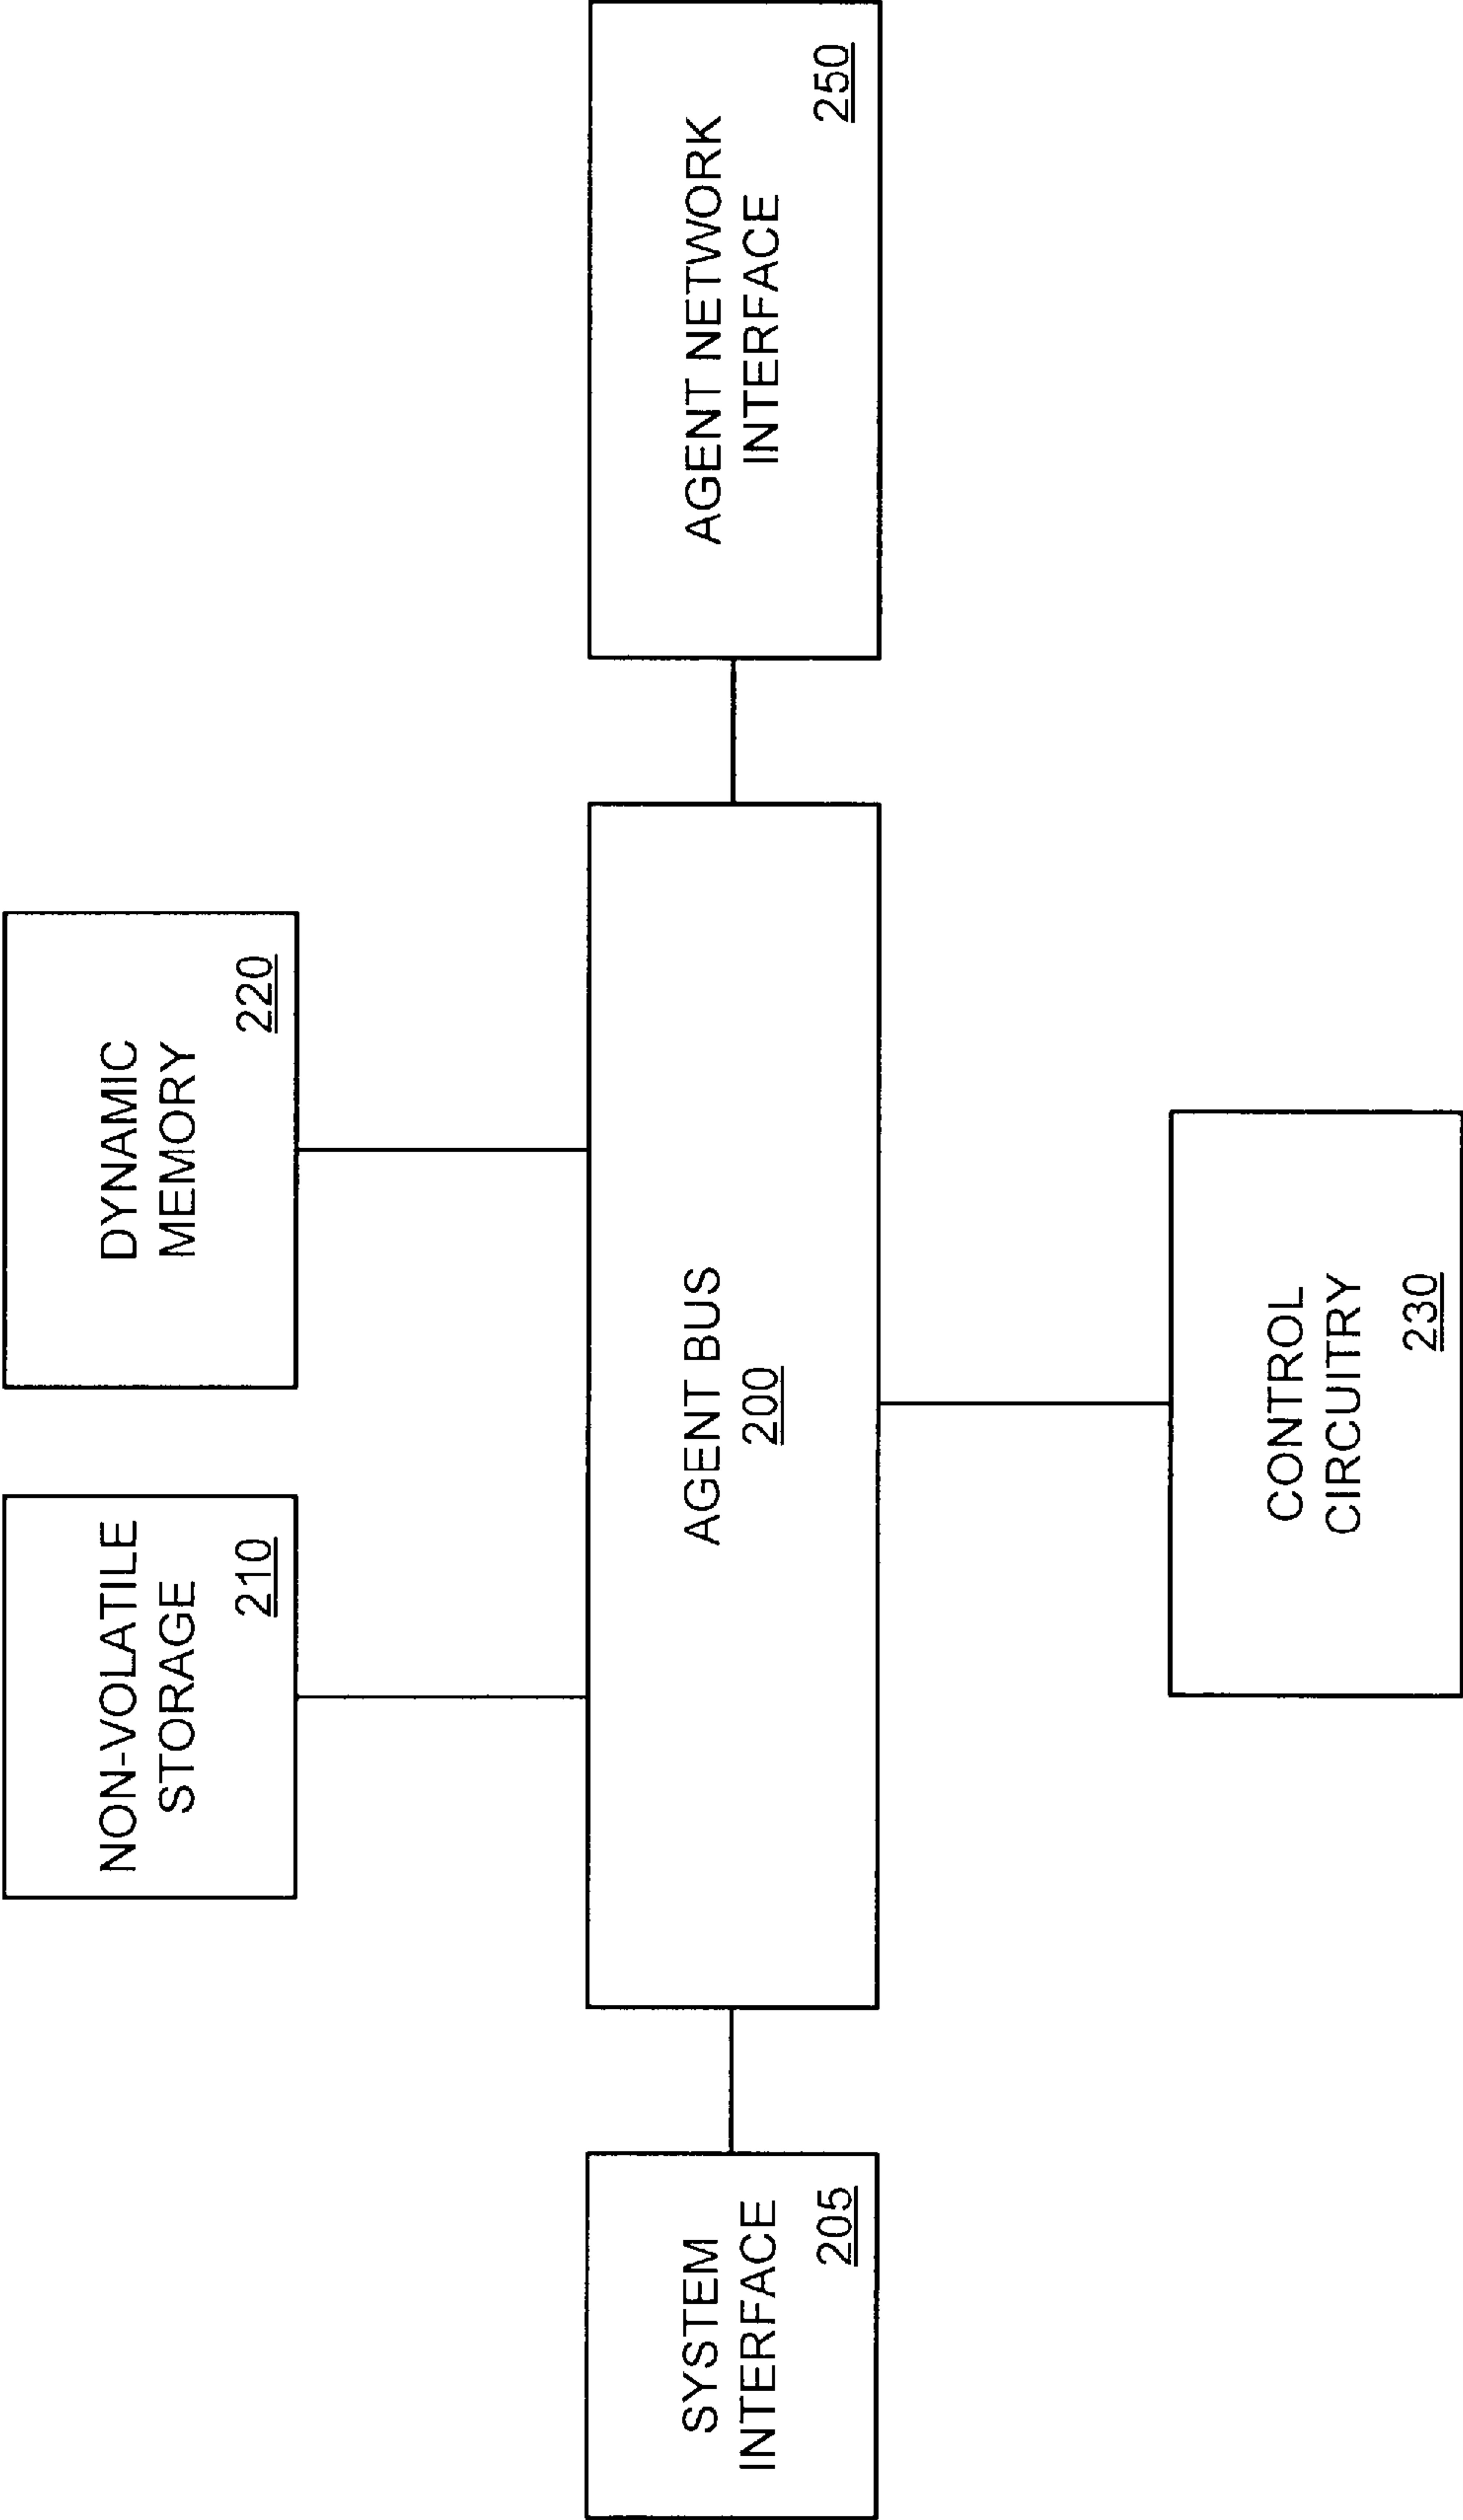 NON-VOLATILE
STORAGE
210
DYNAMIC
MEMORY
220
SYSTEM
INTERFACE
205
AGENT BUS
200
AGENT NETWORK
INTERFACE
250
CONTROL
CIRCUITRY
230